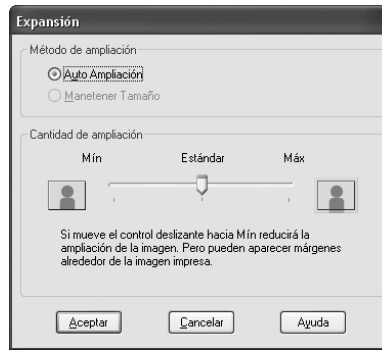 Expansión
Método de ampliación
Auto Ampliación
Manetener Tamaño
Cantidad de ampliación
Mín Estándar Máx
Si mueve el control deslizante hacia Mín reducirá la
ampliación de la imagen. Pero pueden aparecer márgenes
alrededor de la imagen impresa.
Aceptar Cancelar Ayuda